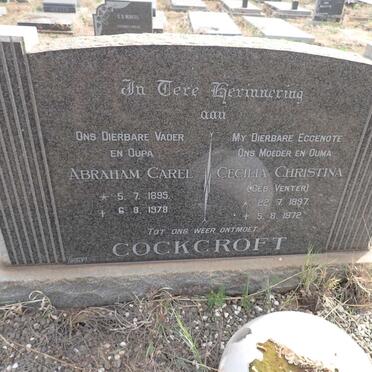 In Tere Herinnering
aan
ONS DIERBARE VADER
EN OUPA
ABRAHAM CAREL
★ 5. 7. 1895.
✝ 6. 8. 1978.
MY DIERBARE EGGENOTE
ONS MOEDER EN OUMA
CECILIA CHRISTINA
(GEB. VENTER)
★ 22. 7. 1897.
✝ 5. 8. 1972.
TOT ONS WEER ONTMOET.
COCKCROFT